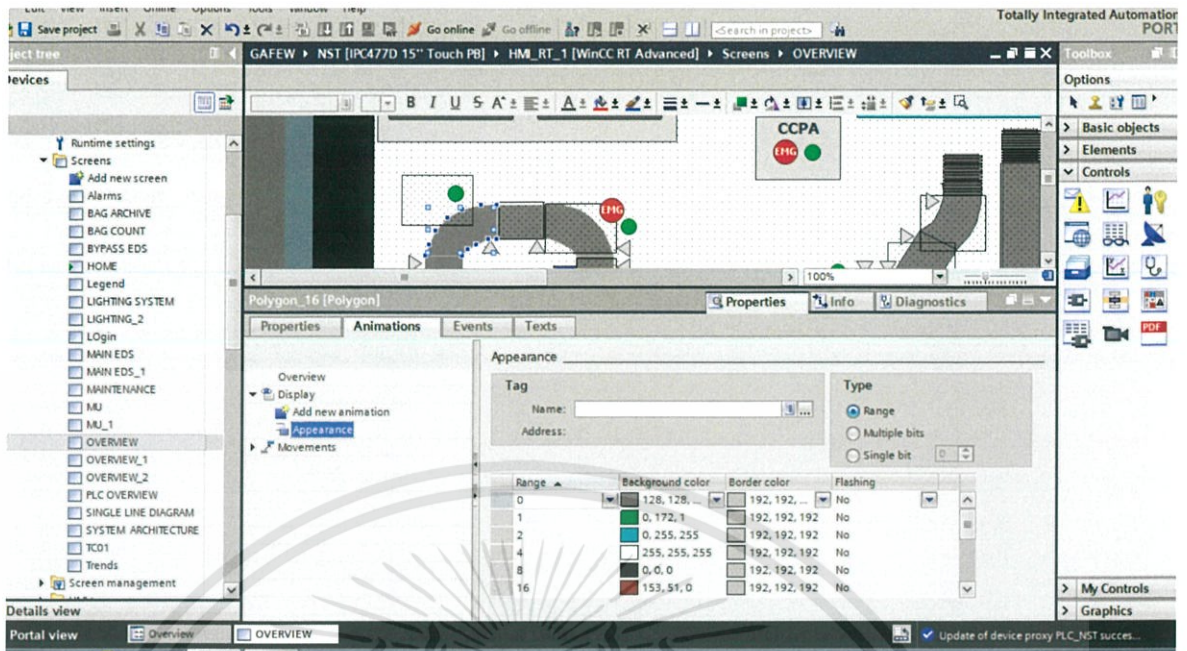 Edit View Insert Online Options Tools Window Help
Totally Integrated Automation
PORT
Save project
Go online
Go offline
<Search in project>
ject tree
GAFEW ▸ NST [IPC477D 15'' Touch PB] ▸ HMI_RT_1 [WinCC RT Advanced] ▸ Screens ▸ OVERVIEW
Toolbox
Devices
Options
B I U S A
Runtime settings
Screens
Add new screen
Alarms
BAG ARCHIVE
BAG COUNT
BYPASS EDS
HOME
Legend
LIGHTING SYSTEM
LIGHTING_2
LOgin
MAIN EDS
MAIN EDS_1
MAINTENANCE
MU
MU_1
OVERVIEW
OVERVIEW_1
OVERVIEW_2
PLC OVERVIEW
SINGLE LINE DIAGRAM
SYSTEM ARCHITECTURE
TC01
Trends
Screen management
Details view
CCPA
EMG
EMG
100%
Polygon_16 [Polygon]
Properties Info Diagnostics
Properties Animations Events Texts
Overview
Display
Add new animation
Appearance
Movements
Appearance
Tag
Name:
Address:
Type
Range
Multiple bits
Single bit 0
Range Background color Border color Flashing
0 128, 128, ... 192, 192, ... No
1 0, 172, 1 192, 192, 192 No
2 0, 255, 255 192, 192, 192 No
4 255, 255, 255 192, 192, 192 No
8 0, 0, 0 192, 192, 192 No
16 153, 51, 0 192, 192, 192 No
Basic objects
Elements
Controls
PDF
My Controls
Graphics
Portal view
Overview
OVERVIEW
Update of device proxy PLC_NST succes...